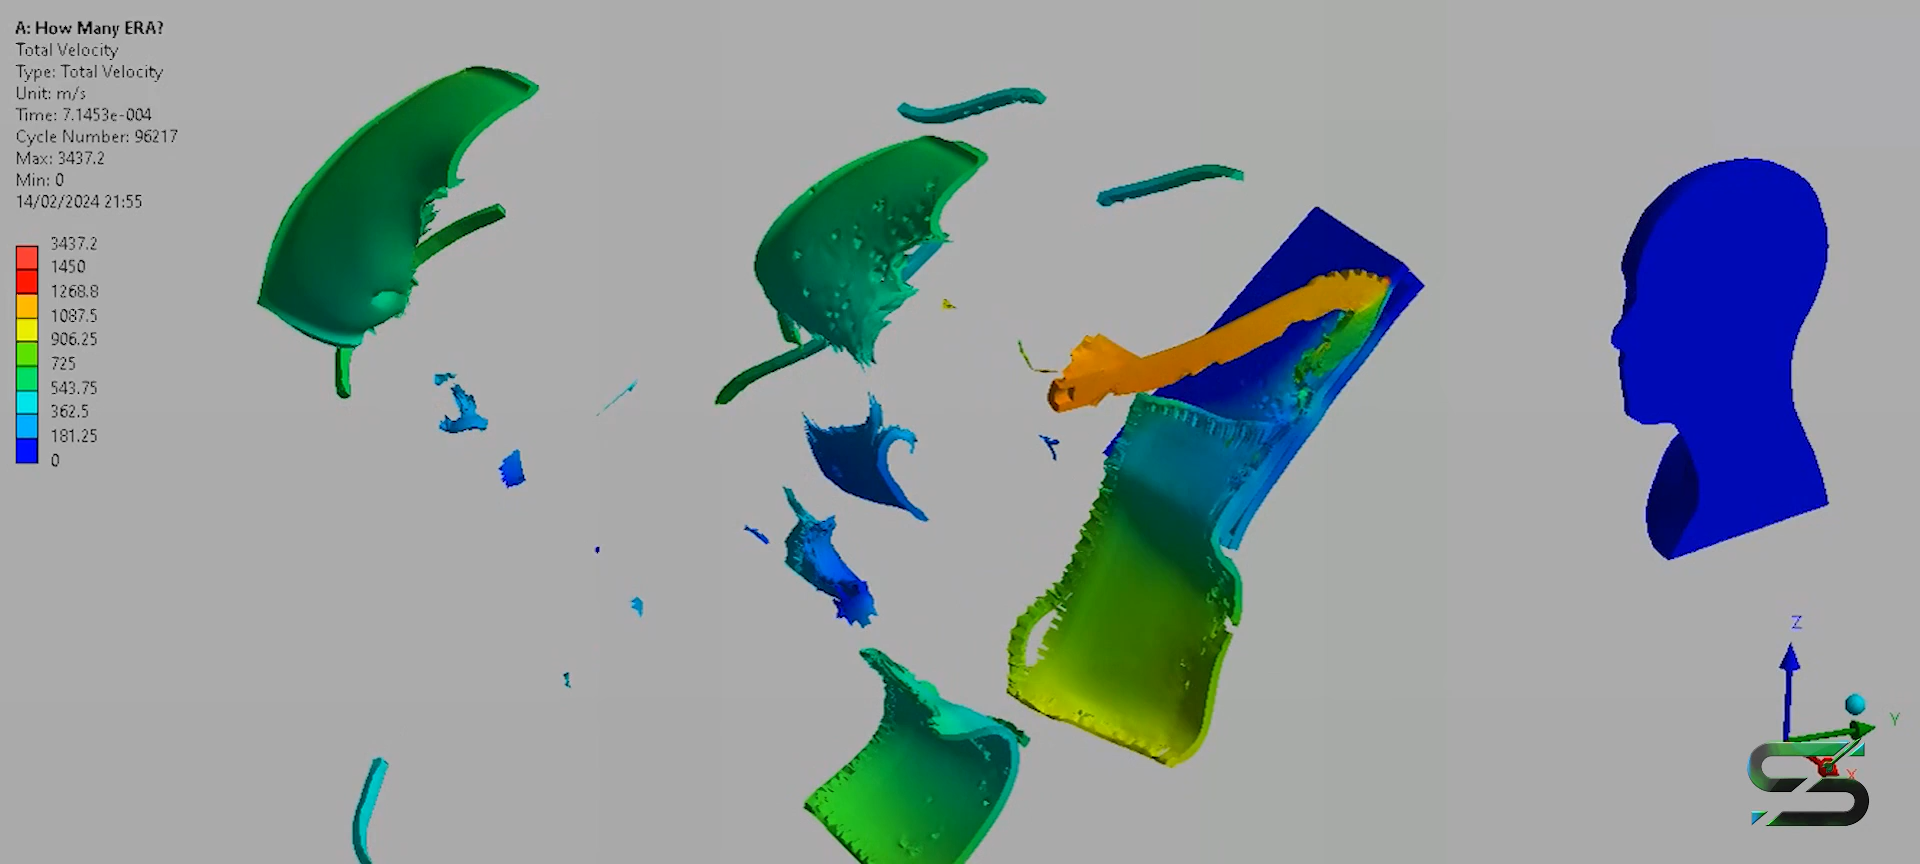 A: How Many ERA?
Total Velocity
Type: Total Velocity
Unit: m/s
Time: 7.1453e-004
Cycle Number: 96217
Max: 3437.2
Min: 0
14/02/2024 21:55
3437.2
1450
1268.8
1087.5
906.25
725
543.75
362.5
181.25
0
Z
Y
X